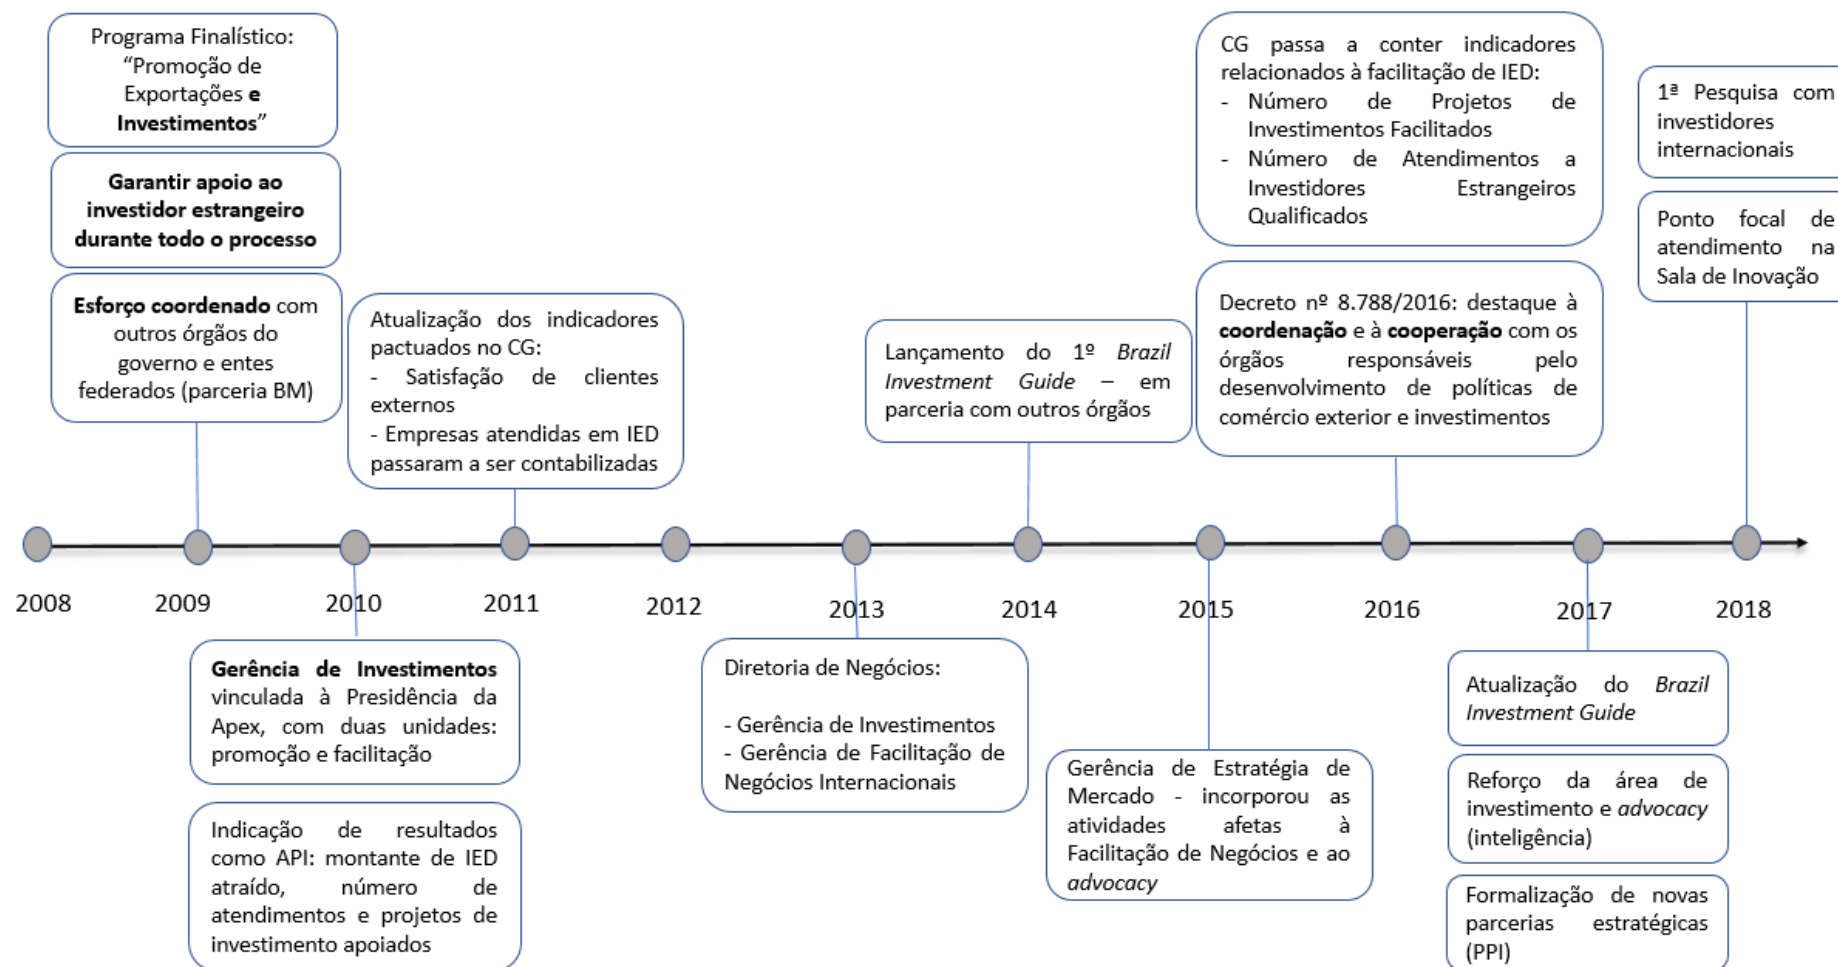 Programa Finalístico:
“Promoção de
Exportações e
Investimentos”
Garantir apoio ao
investidor estrangeiro
durante todo o processo
Esforço coordenado com
outros órgãos do
governo e entes
federados (parceria BM)
Atualização dos indicadores
pactuados no CG:
- Satisfação de clientes
externos
- Empresas atendidas em IED
passaram a ser contabilizadas
Lançamento do 1º Brazil
Investment Guide – em
parceria com outros órgãos
CG passa a conter indicadores
relacionados à facilitação de IED:
- Número de Projetos de
Investimentos Facilitados
- Número de Atendimentos a
Investidores Estrangeiros
Qualificados
Decreto nº 8.788/2016: destaque à
coordenação e à cooperação com os
órgãos responsáveis pelo
desenvolvimento de políticas de
comércio exterior e investimentos
1ª Pesquisa com
investidores
internacionais
Ponto focal de
atendimento na
Sala de Inovação
2008 2009 2010 2011 2012 2013 2014 2015 2016 2017 2018
Gerência de Investimentos
vinculada à Presidência da
Apex, com duas unidades:
promoção e facilitação
Indicação de resultados
como API: montante de IED
atraído, número de
atendimentos e projetos de
investimento apoiados
Diretoria de Negócios:
- Gerência de Investimentos
- Gerência de Facilitação de
Negócios Internacionais
Gerência de Estratégia de
Mercado - incorporou as
atividades afetas à
Facilitação de Negócios e ao
advocacy
Atualização do Brazil
Investment Guide
Reforço da área de
investimento e advocacy
(inteligência)
Formalização de novas
parcerias estratégicas
(PPI)